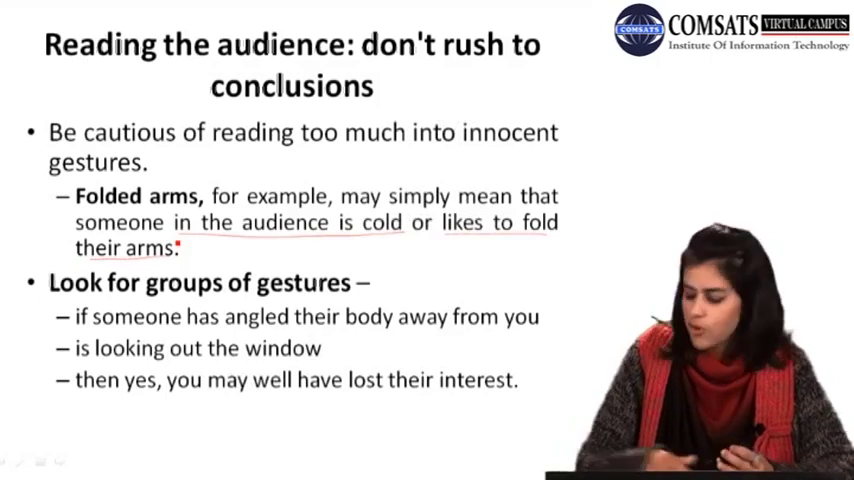 Reading the audience: don't rush to
conclusions
COMSATS VIRTUAL CAMPUS
Institute Of Information Technology
COMSATS
• Be cautious of reading too much into innocent
gestures.
– Folded arms, for example, may simply mean that
someone in the audience is cold or likes to fold
their arms.
• Look for groups of gestures –
– if someone has angled their body away from you
– is looking out the window
– then yes, you may well have lost their interest.